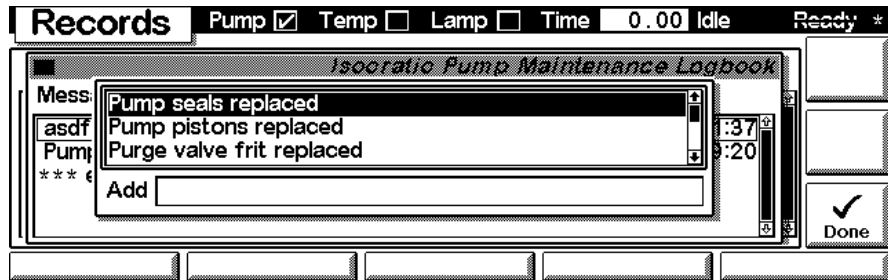 Records Pump Temp Lamp Time 0.00 Idle Ready *
Isocratic Pump Maintenance Logbook
Mess
Pump seals replaced
asdf Pump pistons replaced 1:37
Pump Purge valve frit replaced 9:20
*** e
Add
Done